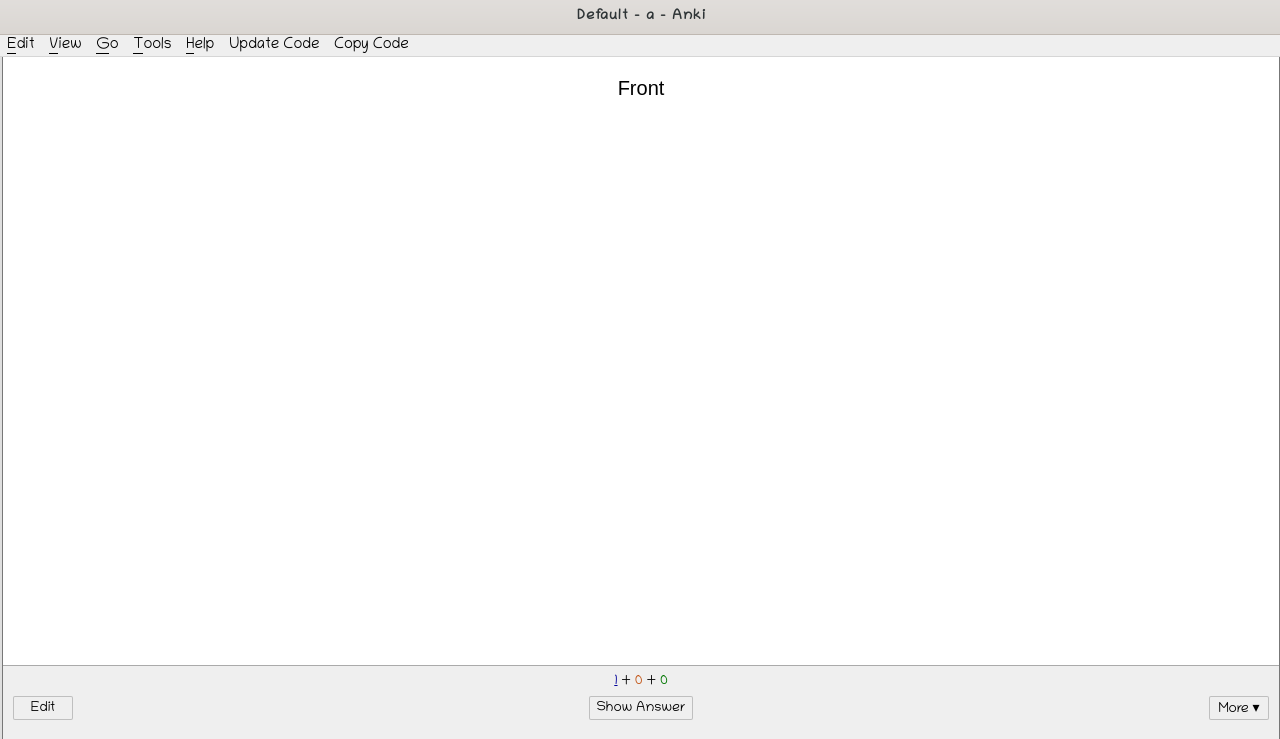 Default - a - Anki
Edit View Go Tools Help Update Code Copy Code
Front
1 + 0 + 0
Edit Show Answer More ▾